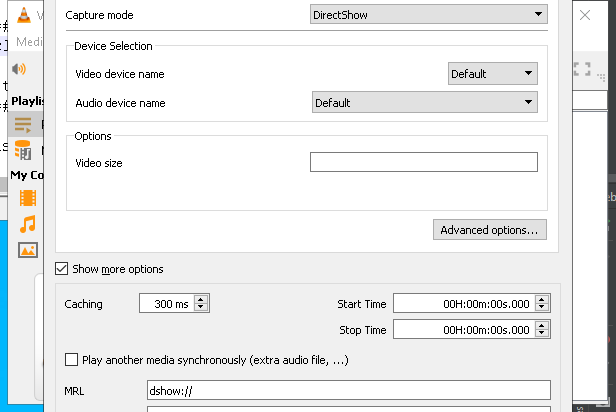 Capture mode
DirectShow
Device Selection
Video device name
Default
Audio device name
Default
Options
Video size
Advanced options...
Show more options
Caching
300 ms
Start Time
00H:00m:00s.000
Stop Time
00H:00m:00s.000
Play another media synchronously (extra audio file, ...)
MRL
dshow://
Medi
Playlis
My Co